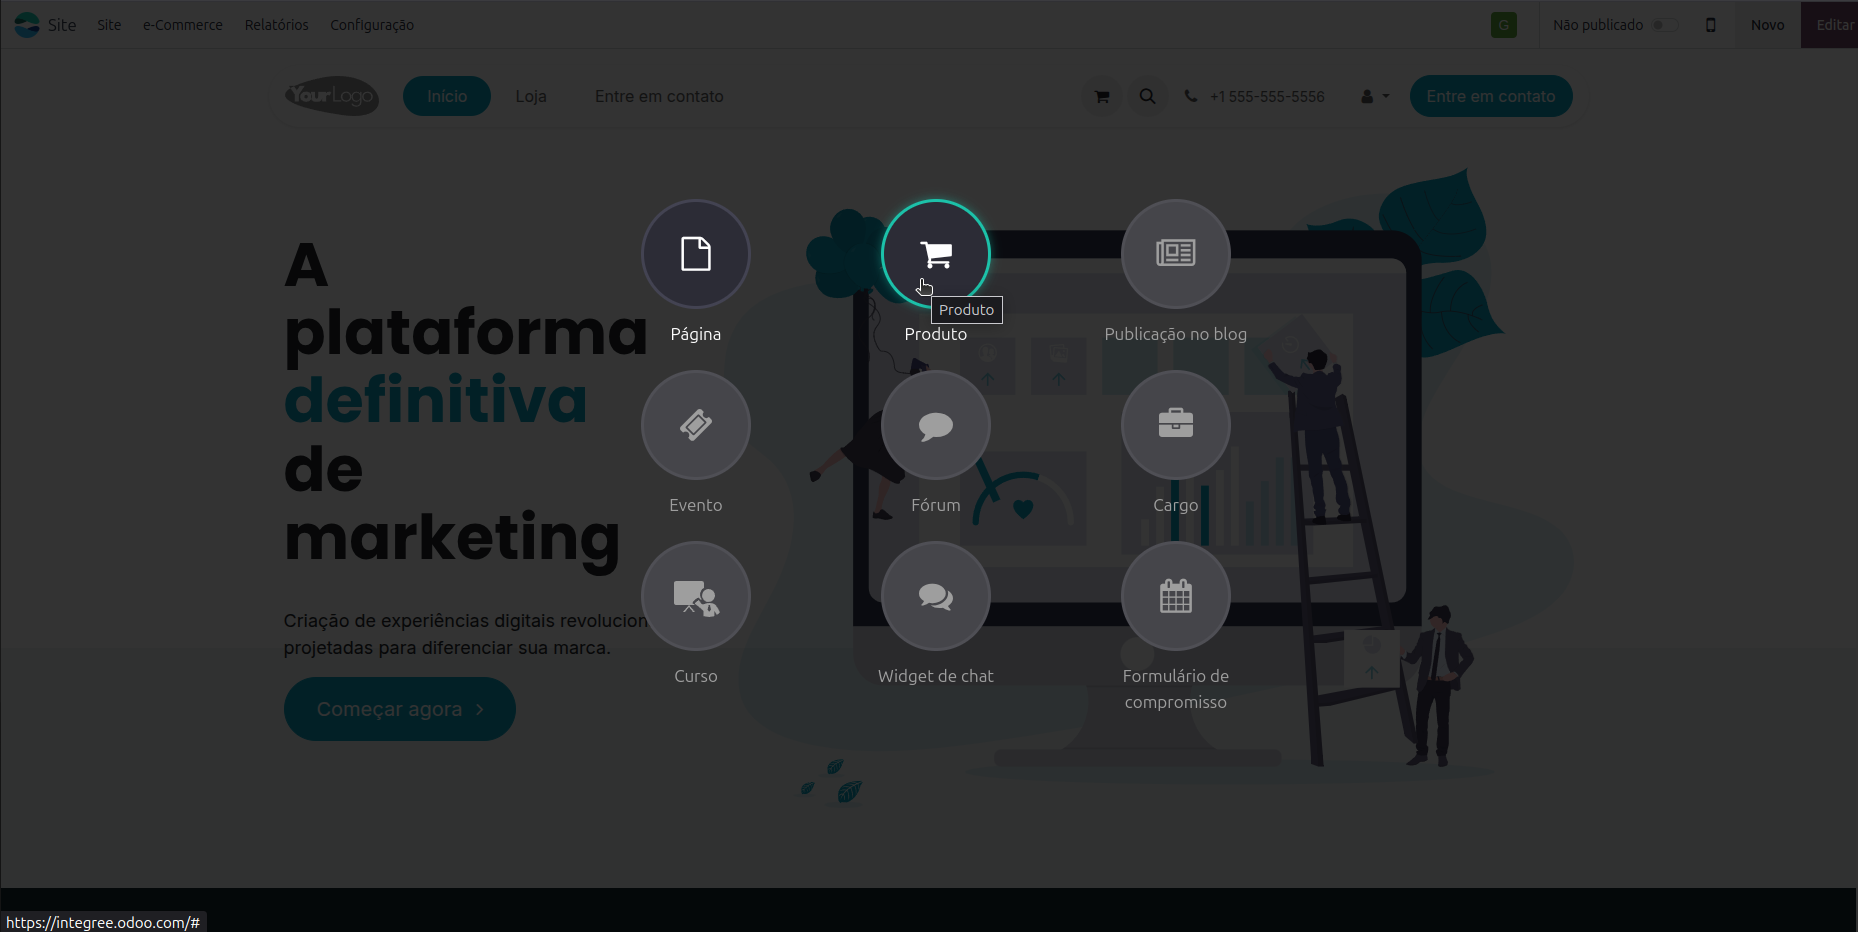 Site
Site
e-Commerce
Relatórios
Configuração
G
Não publicado
Novo
Editar
YourLogo
Início
Loja
Entre em contato
+1 555-555-5556
Entre em contato
A
plataforma
definitiva
de
marketing
Criação de experiências digitais revolucion
projetadas para diferenciar sua marca.
Começar agora
Página
Produto
Produto
Publicação no blog
Evento
Fórum
Cargo
Curso
Widget de chat
Formulário de
compromisso
https://integree.odoo.com/#